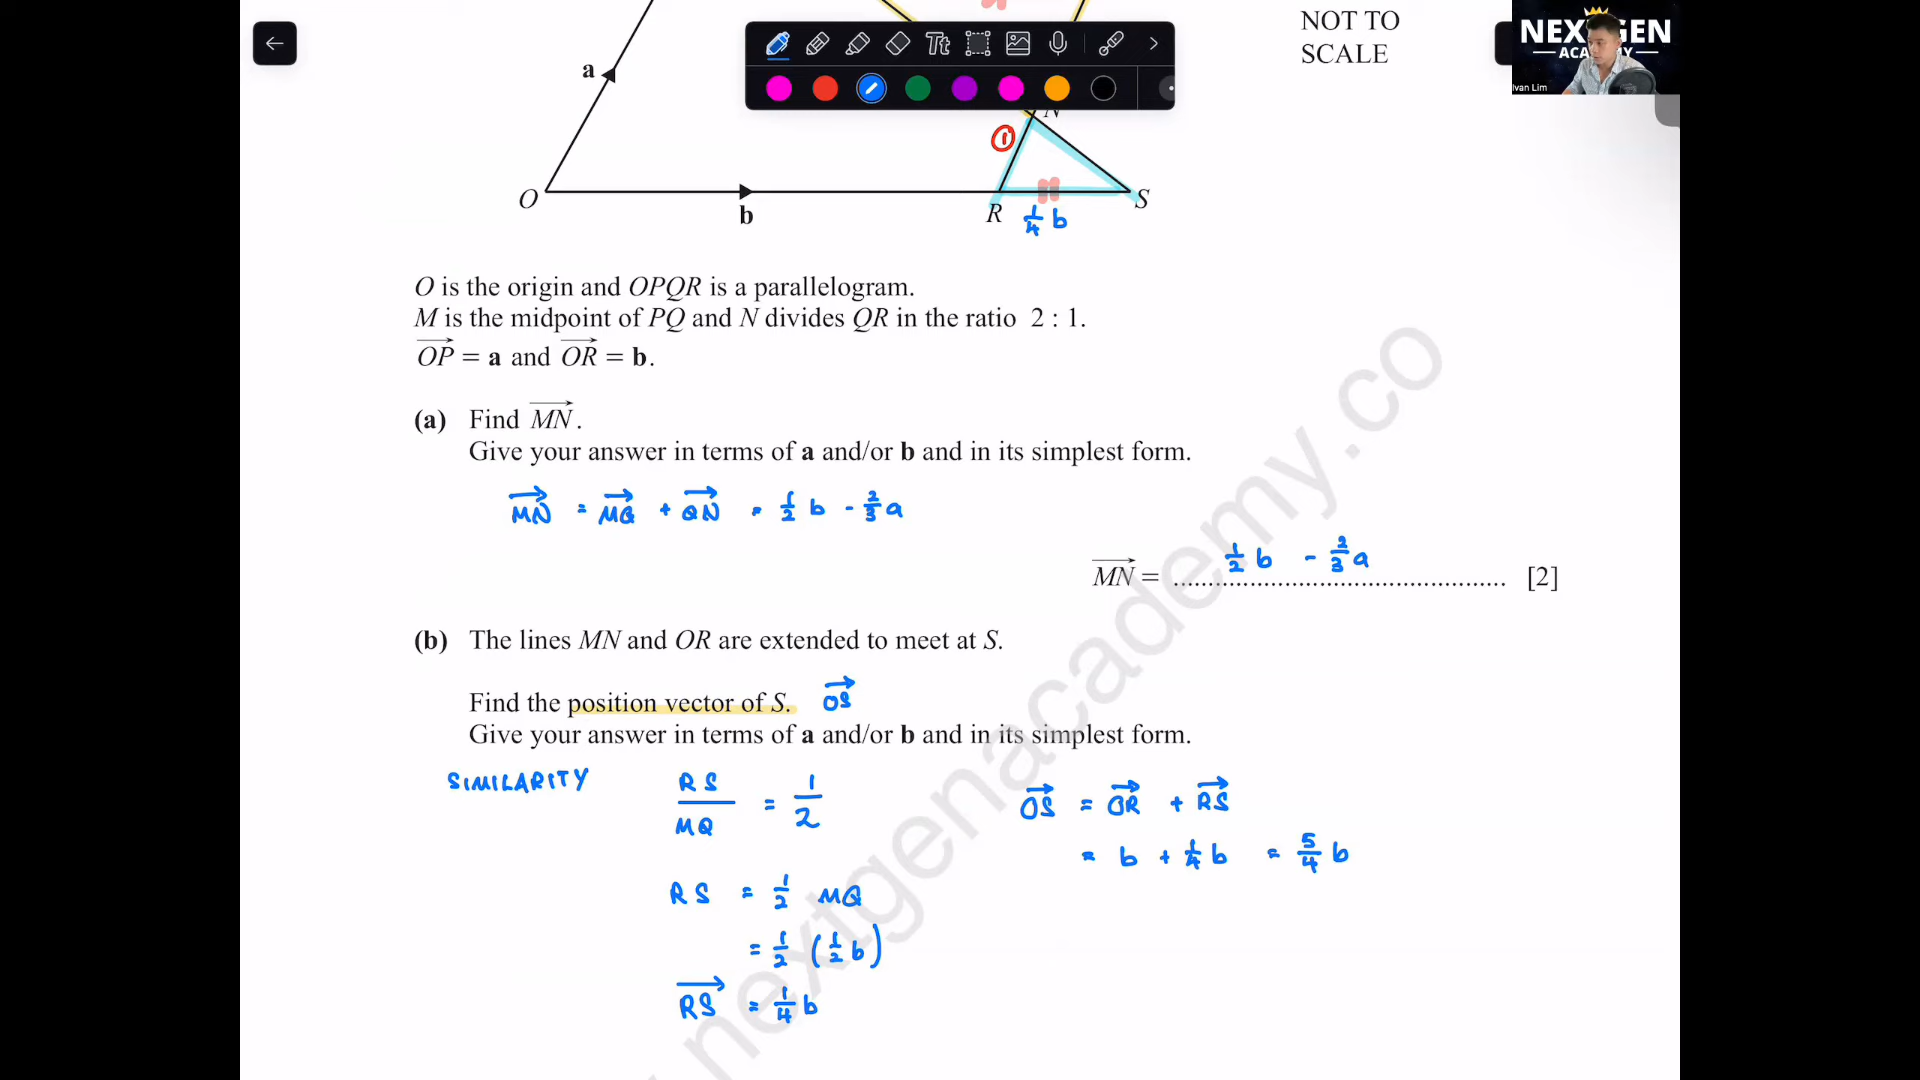 NOT TO
SCALE
NEXTGEN
ACADEMY
Ivan Lim
Tt
a
N
1
O
b
R
1/4 b
S
O is the origin and OPQR is a parallelogram.
M is the midpoint of PQ and N divides QR in the ratio 2 : 1.
OP = a and OR = b.
(a) Find MN.
Give your answer in terms of a and/or b and in its simplest form.
MN = MQ + QN = 1/2 b - 2/3 a
1/2 b - 2/3 a
MN = ................................................ [2]
(b) The lines MN and OR are extended to meet at S.
Find the position vector of S. OS
Give your answer in terms of a and/or b and in its simplest form.
SIMILARITY
RS/MQ = 1/2
OS = OR + RS
= b + 1/4 b = 5/4 b
RS = 1/2 MQ
= 1/2 (1/2 b)
RS = 1/4 b
.nextgenacademy.co